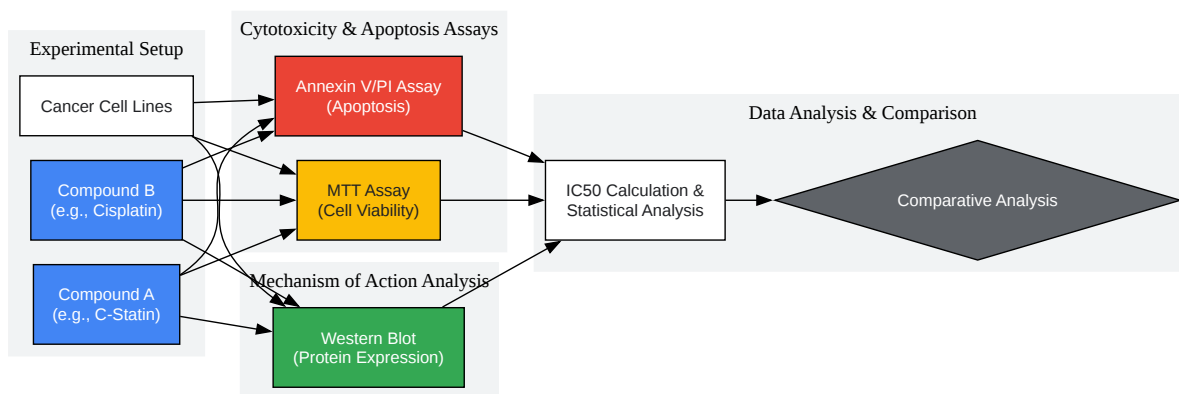 Experimental Setup
Cancer Cell Lines
Compound B
(e.g., Cisplatin)
Compound A
(e.g., C-Statin)
Cytotoxicity & Apoptosis Assays
Annexin V/PI Assay
(Apoptosis)
MTT Assay
(Cell Viability)
Mechanism of Action Analysis
Western Blot
(Protein Expression)
Data Analysis & Comparison
IC50 Calculation &
Statistical Analysis
Comparative Analysis